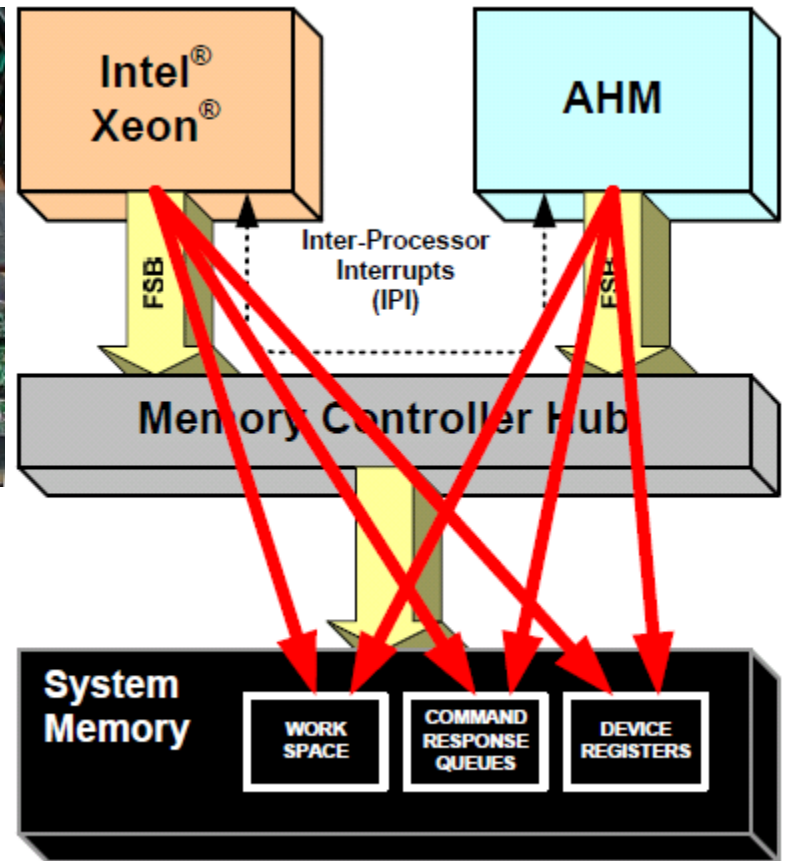 Intel®
Xeon®
AHM
Inter-Processor
Interrupts
(IPI)
FSB
FSB
Memory Controller Hub
System
Memory
WORK
SPACE
COMMAND
RESPONSE
QUEUES
DEVICE
REGISTERS